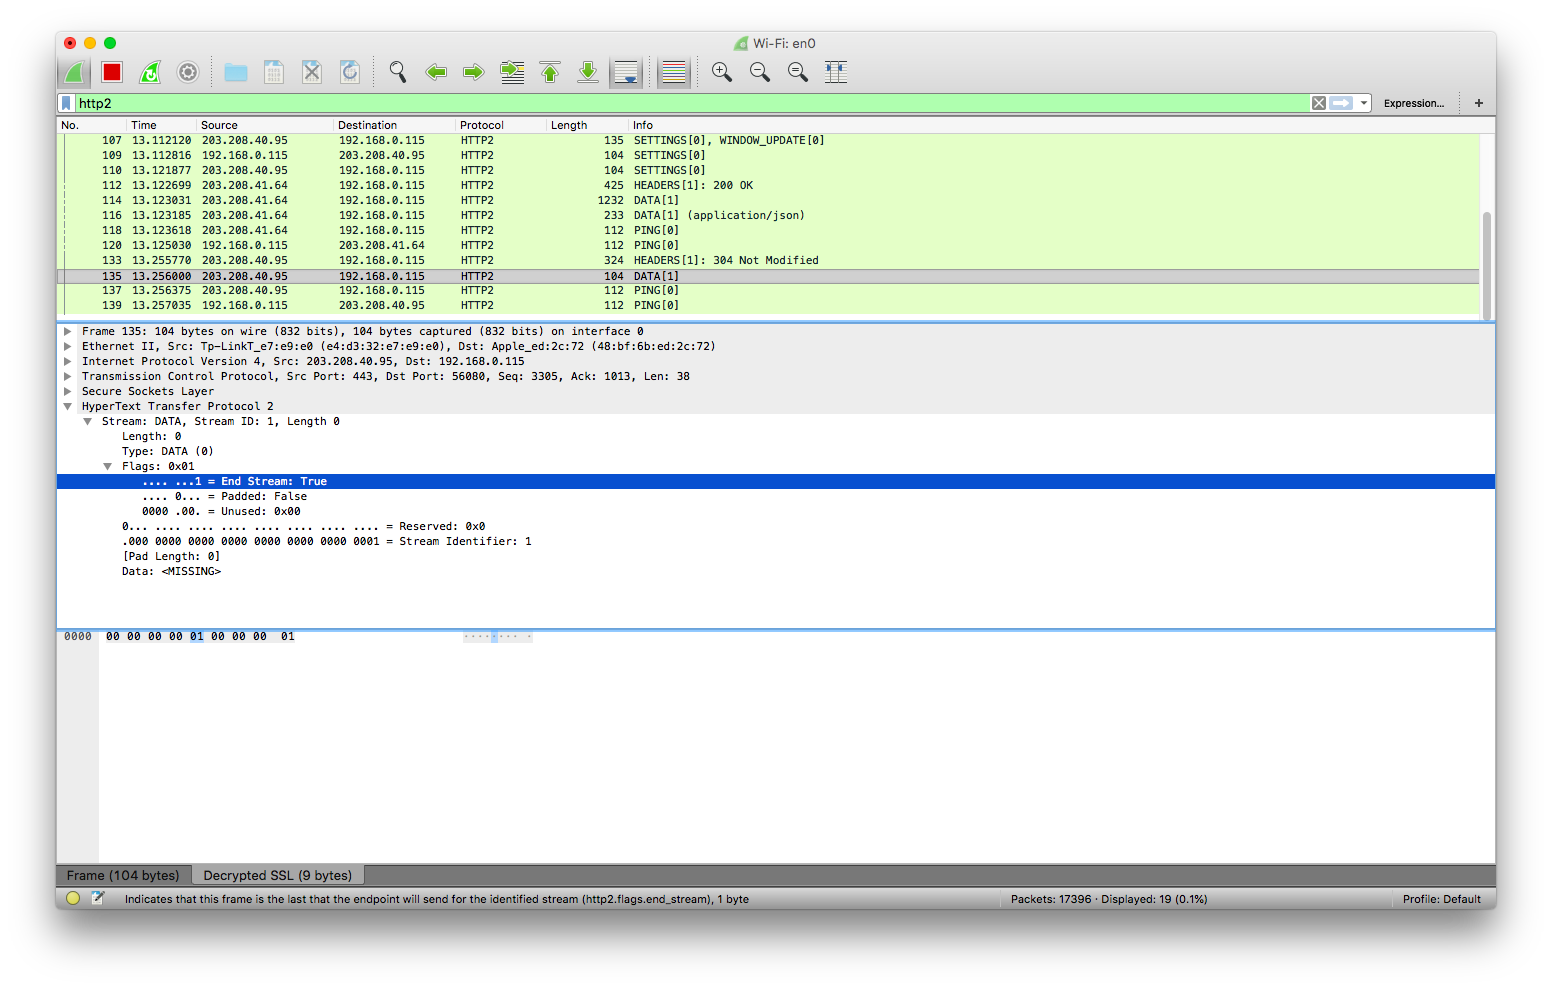 Wi-Fi: en0
http2
Expression... +
No. Time Source Destination Protocol Length Info
107 13.112120 203.208.40.95 192.168.0.115 HTTP2 135 SETTINGS[0], WINDOW_UPDATE[0]
109 13.112816 192.168.0.115 203.208.40.95 HTTP2 104 SETTINGS[0]
110 13.121877 203.208.40.95 192.168.0.115 HTTP2 104 SETTINGS[0]
112 13.122699 203.208.41.64 192.168.0.115 HTTP2 425 HEADERS[1]: 200 OK
114 13.123031 203.208.41.64 192.168.0.115 HTTP2 1232 DATA[1]
116 13.123185 203.208.41.64 192.168.0.115 HTTP2 233 DATA[1] (application/json)
118 13.123618 203.208.41.64 192.168.0.115 HTTP2 112 PING[0]
120 13.125030 192.168.0.115 203.208.41.64 HTTP2 112 PING[0]
133 13.255770 203.208.40.95 192.168.0.115 HTTP2 324 HEADERS[1]: 304 Not Modified
135 13.256000 203.208.40.95 192.168.0.115 HTTP2 104 DATA[1]
137 13.256375 203.208.40.95 192.168.0.115 HTTP2 112 PING[0]
139 13.257035 192.168.0.115 203.208.40.95 HTTP2 112 PING[0]
Frame 135: 104 bytes on wire (832 bits), 104 bytes captured (832 bits) on interface 0
Ethernet II, Src: Tp-LinkT_e7:e9:e0 (e4:d3:32:e7:e9:e0), Dst: Apple_ed:2c:72 (48:bf:6b:ed:2c:72)
Internet Protocol Version 4, Src: 203.208.40.95, Dst: 192.168.0.115
Transmission Control Protocol, Src Port: 443, Dst Port: 56080, Seq: 3305, Ack: 1013, Len: 38
Secure Sockets Layer
HyperText Transfer Protocol 2
Stream: DATA, Stream ID: 1, Length 0
Length: 0
Type: DATA (0)
Flags: 0x01
.... ...1 = End Stream: True
.... 0... = Padded: False
0000 .00. = Unused: 0x00
0... .... .... .... .... .... .... .... = Reserved: 0x0
.000 0000 0000 0000 0000 0000 0000 0001 = Stream Identifier: 1
[Pad Length: 0]
Data: <MISSING>
0000 00 00 00 00 01 00 00 00 01 ········ ·
Frame (104 bytes) Decrypted SSL (9 bytes)
Indicates that this frame is the last that the endpoint will send for the identified stream (http2.flags.end_stream), 1 byte Packets: 17396 · Displayed: 19 (0.1%) Profile: Default